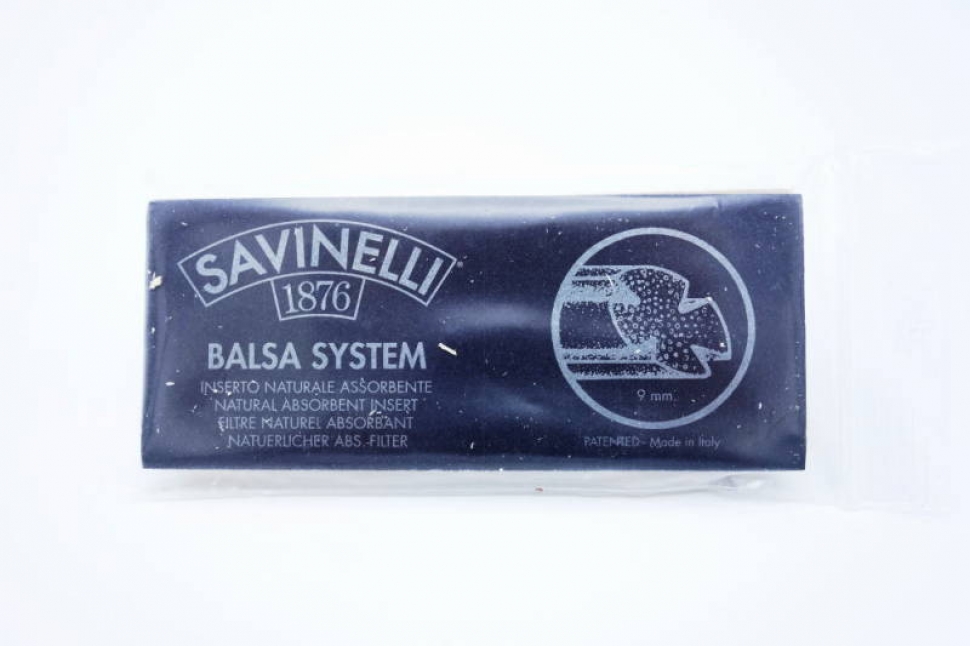 SAVINELLI®
1876
BALSA SYSTEM
INSERTO NATURALE ASSORBENTE
NATURAL ABSORBENT INSERT
FILTRE NATUREL ABSORBANT
NATUERLICHER ABS.-FILTER
9 mm.
PATENTED - Made in Italy